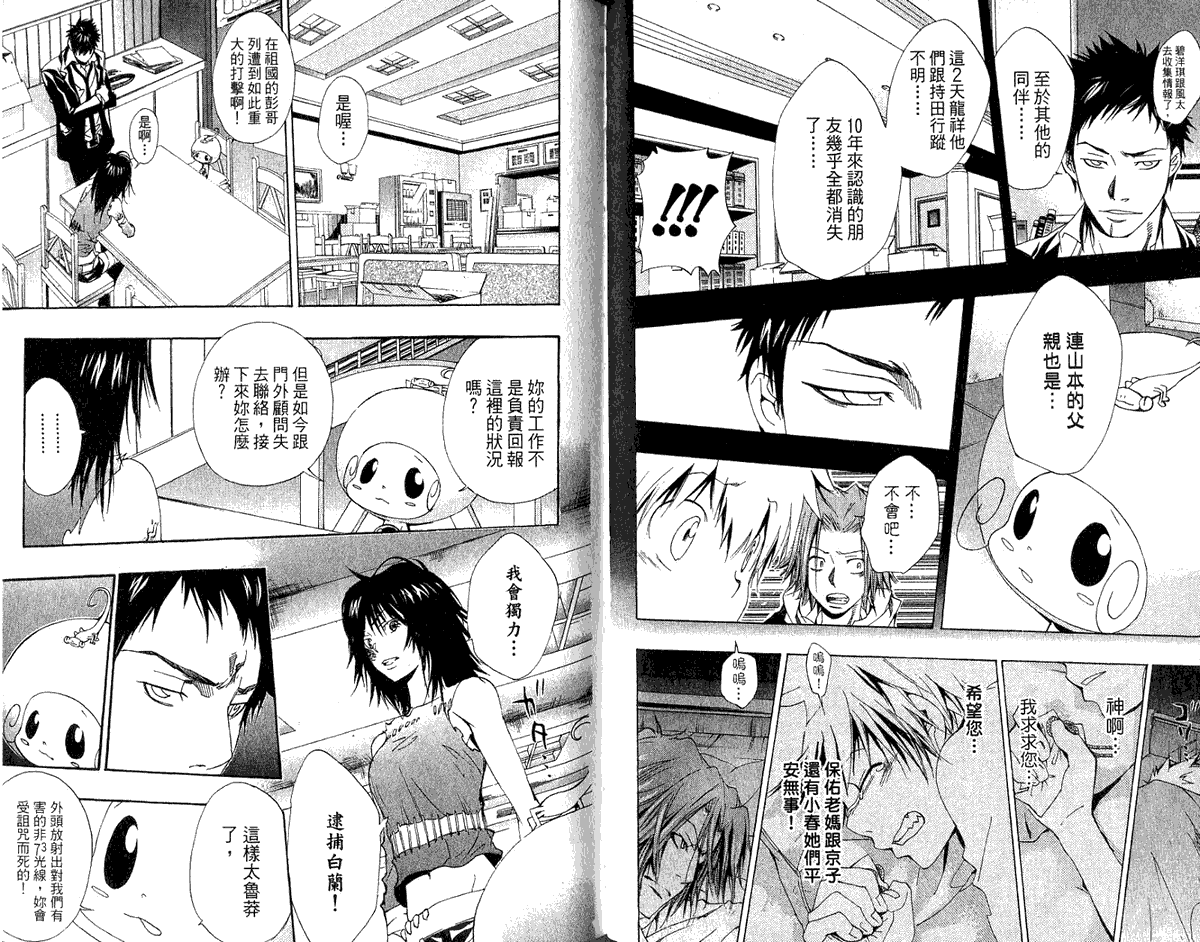 碧洋琪跟風太
去收集情報了
至於其他的
同伴……
這2天龍祥他
們跟持田行蹤
不明……
10年來認識的朋
友幾乎全都消失
了……
!!!
連山本的父
親也是…
不…
不會吧…
神啊…
我求求您…
希望您…
保佑老媽跟京子
還有小春她們平
安無事！
嗚嗚！
嗚嗚…
是喔…
在祖國的彭哥
列遭到如此重
大的打擊啊！
是啊…
妳的工作不
是負責回報
這裡的狀況
嗎？
但是如今跟
門外顧問失
去聯絡，接
下來妳怎麼
辦？
………
我會獨力…
ガタ
逮捕白蘭！
這樣太魯莽
了，
外頭放射出對我們有
害的非73光線，妳會
受詛咒而死的！